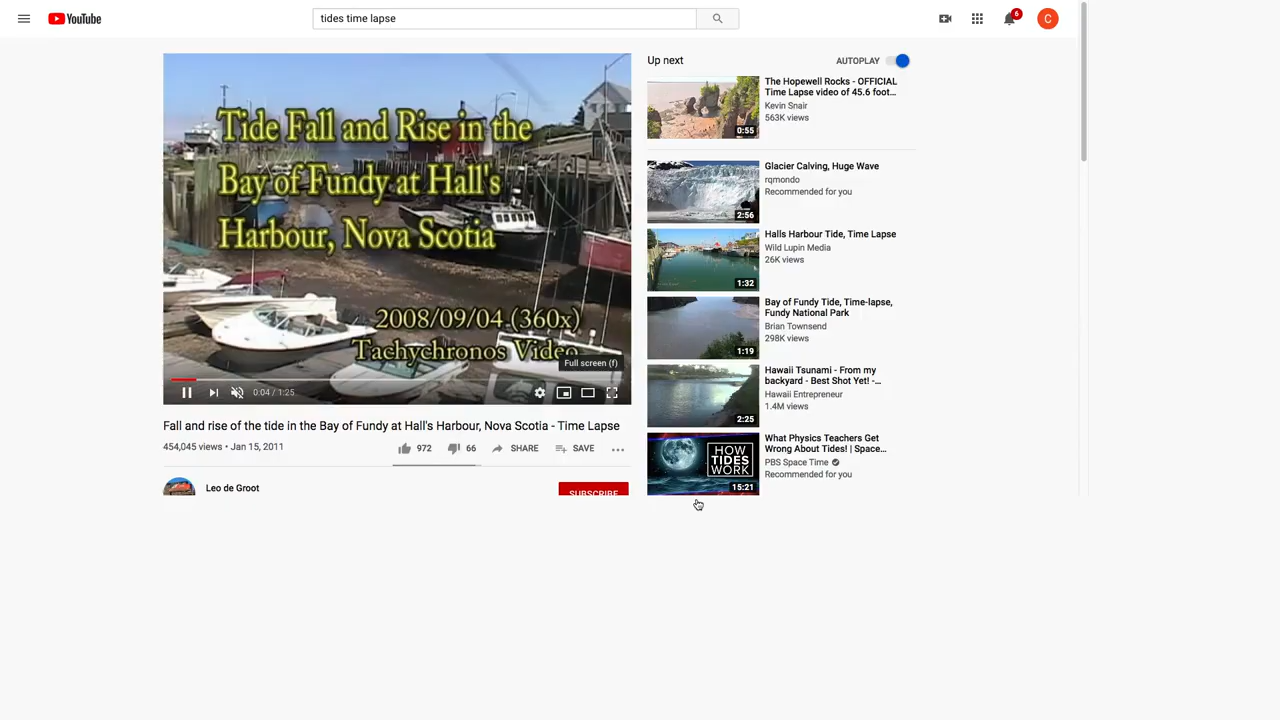 YouTube
tides time lapse
6
C
Tide Fall and Rise in the
Bay of Fundy at Hall's
Harbour, Nova Scotia
2008/09/04 (360x)
Tachychronos Video
Full screen (f)
0:04 / 1:25
Fall and rise of the tide in the Bay of Fundy at Hall's Harbour, Nova Scotia - Time Lapse
454,045 views • Jan 15, 2011
972
66
SHARE
SAVE
Leo de Groot
SUBSCRIBE
Up next
AUTOPLAY
The Hopewell Rocks - OFFICIAL
Time Lapse video of 45.6 foot...
Kevin Snair
563K views
0:55
Glacier Calving, Huge Wave
rqmondo
Recommended for you
2:56
Halls Harbour Tide, Time Lapse
Wild Lupin Media
26K views
1:32
Bay of Fundy Tide, Time-lapse,
Fundy National Park
Brian Townsend
298K views
1:19
Hawaii Tsunami - From my
backyard - Best Shot Yet! -...
Hawaii Entrepreneur
1.4M views
2:25
What Physics Teachers Get
Wrong About Tides! | Space...
PBS Space Time
Recommended for you
HOW
TIDES
WORK
15:21